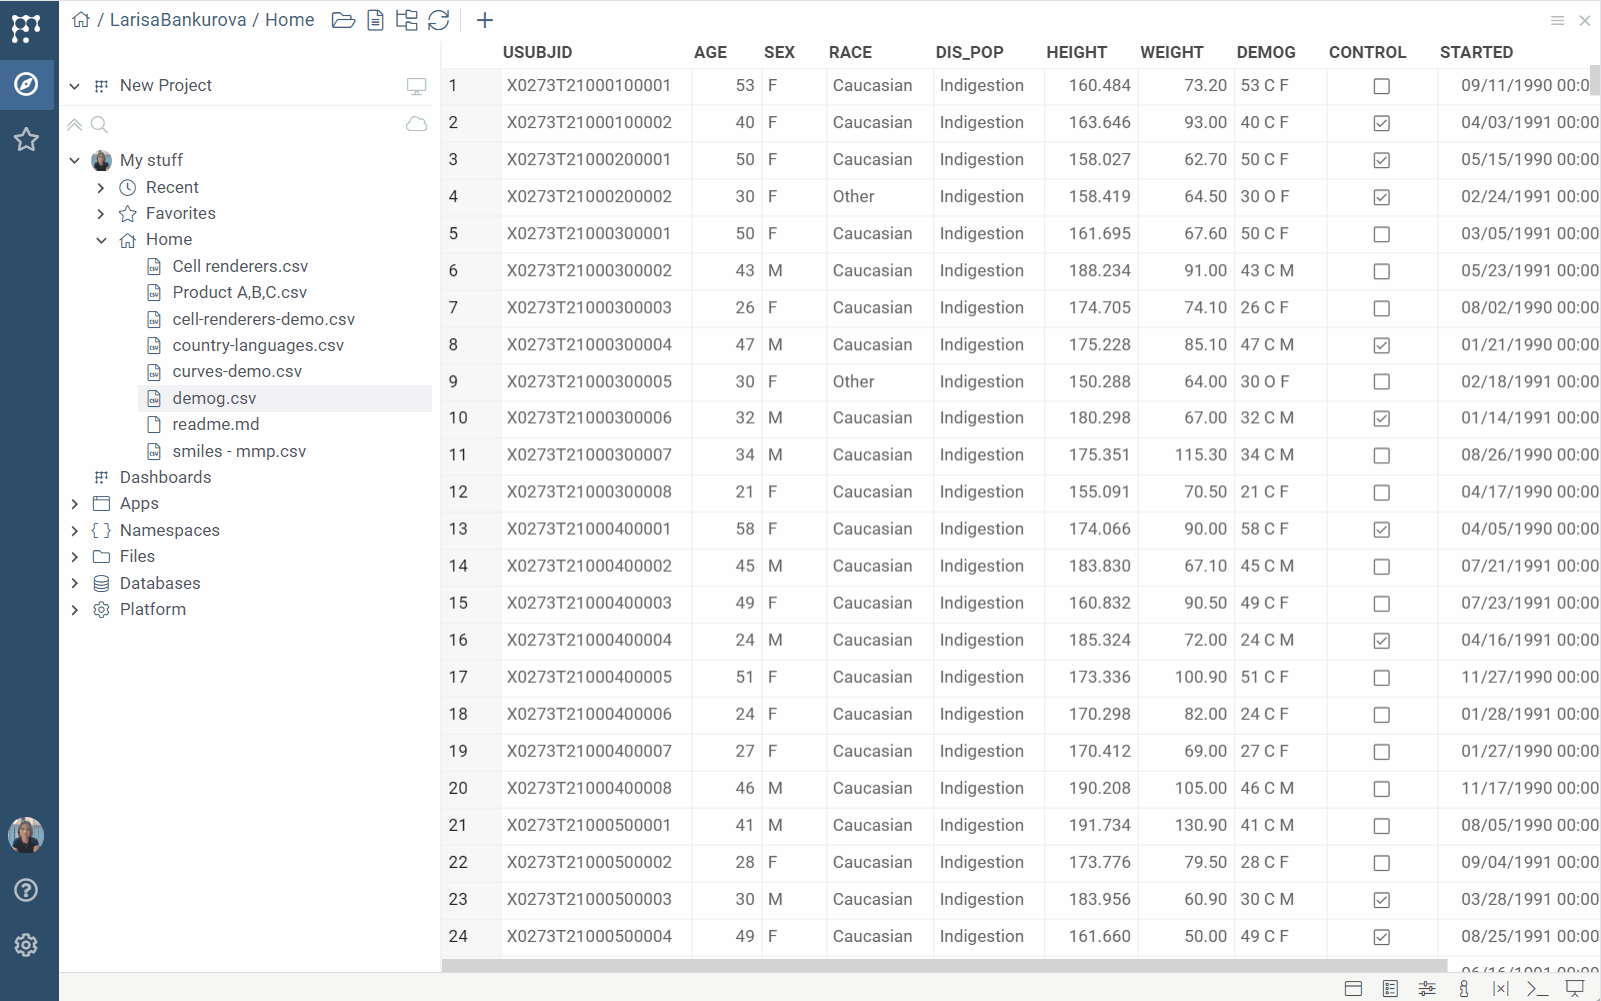 / LarisaBankurova / Home
New Project
My stuff
Recent
Favorites
Home
Cell renderers.csv
Product A,B,C.csv
cell-renderers-demo.csv
country-languages.csv
curves-demo.csv
demog.csv
readme.md
smiles - mmp.csv
Dashboards
Apps
Namespaces
Files
Databases
Platform
USUBJID AGE SEX RACE DIS_POP HEIGHT WEIGHT DEMOG CONTROL STARTED
1 X0273T21000100001 53 F Caucasian Indigestion 160.484 73.20 53 C F 09/11/1990 00:0
2 X0273T21000100002 40 F Caucasian Indigestion 163.646 93.00 40 C F 04/03/1991 00:00
3 X0273T21000200001 50 F Caucasian Indigestion 158.027 62.70 50 C F 05/15/1990 00:00
4 X0273T21000200002 30 F Other Indigestion 158.419 64.50 30 O F 02/24/1991 00:00
5 X0273T21000300001 50 F Caucasian Indigestion 161.695 67.60 50 C F 03/05/1991 00:00
6 X0273T21000300002 43 M Caucasian Indigestion 188.234 91.00 43 C M 05/23/1991 00:00
7 X0273T21000300003 26 F Caucasian Indigestion 174.705 74.10 26 C F 08/02/1991 00:00
8 X0273T21000300004 47 M Caucasian Indigestion 175.228 85.10 47 C M 01/21/1991 00:00
9 X0273T21000300005 30 F Other Indigestion 150.288 64.00 30 O F 02/18/1991 00:00
10 X0273T21000300006 32 M Caucasian Indigestion 180.298 67.00 32 C M 01/14/1991 00:00
11 X0273T21000300007 34 M Caucasian Indigestion 175.351 115.30 34 C M 08/26/1990 00:00
12 X0273T21000300008 21 F Caucasian Indigestion 155.091 70.50 21 C F 04/17/1990 00:00
13 X0273T21000400001 58 F Caucasian Indigestion 174.066 90.00 58 C F 04/05/1990 00:00
14 X0273T21000400002 45 M Caucasian Indigestion 183.830 67.10 45 C M 07/21/1991 00:00
15 X0273T21000400003 49 F Caucasian Indigestion 160.832 90.50 49 C F 07/23/1991 00:00
16 X0273T21000400004 24 M Caucasian Indigestion 185.324 72.00 24 C M 04/16/1991 00:00
17 X0273T21000400005 51 F Caucasian Indigestion 173.336 100.90 51 C F 11/27/1990 00:00
18 X0273T21000400006 24 F Caucasian Indigestion 170.298 82.00 24 C F 01/28/1991 00:00
19 X0273T21000400007 27 F Caucasian Indigestion 170.412 69.00 27 C F 01/27/1990 00:00
20 X0273T21000400008 46 M Caucasian Indigestion 190.208 105.00 46 C M 11/17/1990 00:00
21 X0273T21000500001 41 M Caucasian Indigestion 191.734 130.90 41 C M 08/05/1990 00:00
22 X0273T21000500002 28 F Caucasian Indigestion 173.776 79.50 28 C F 09/04/1991 00:00
23 X0273T21000500003 30 M Caucasian Indigestion 183.956 60.90 30 C M 03/28/1991 00:00
24 X0273T21000500004 49 F Caucasian Indigestion 161.660 50.00 49 C F 08/25/1991 00:00